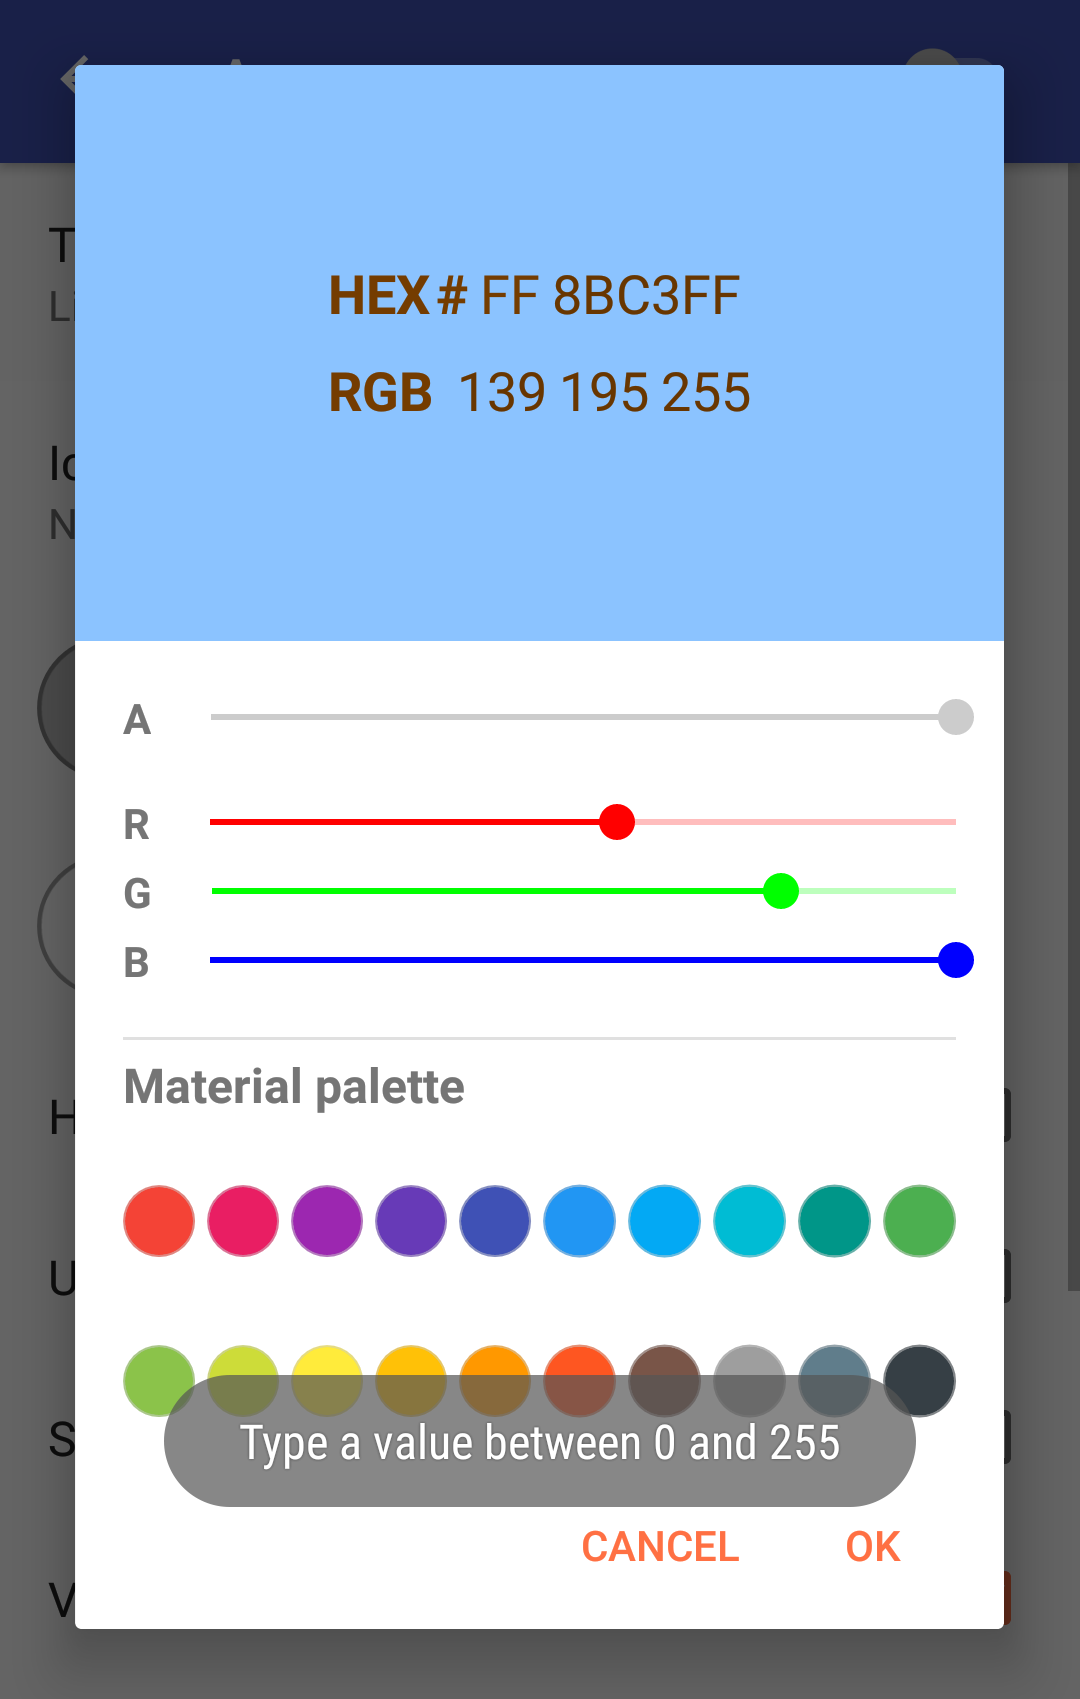 HEX # FF 8BC3FF
RGB 139 195 255
A
R
G
B
Material palette
Type a value between 0 and 255
CANCEL OK